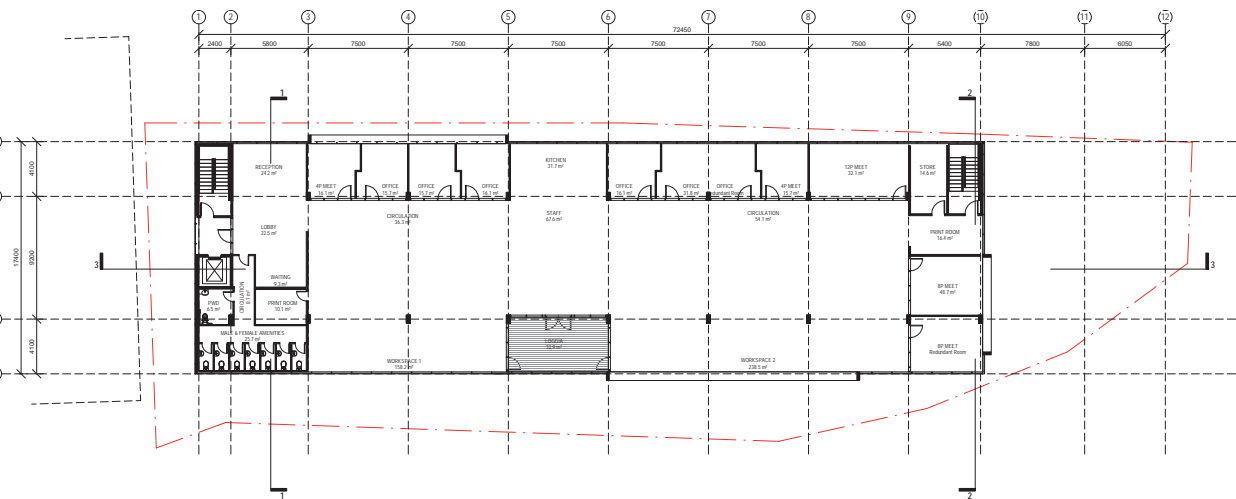 1 2 3 4 5 6 7 8 9 (10) (11) (12)
72450
2400 5800 7500 7500 7500 7500 7500 7500 5400 7800 6050
1 2
RECEPTION
24.2 m²
4P MEET
16.1 m²
OFFICE
15.7 m²
OFFICE
15.7 m²
OFFICE
16.1 m²
KITCHEN
31.7 m²
OFFICE
16.1 m²
OFFICE
31.8 m²
OFFICE
Redundant Room
4P MEET
15.7 m²
12P MEET
32.1 m²
STORE
14.6 m²
4100
CIRCULATION
36.3 m²
STAFF
67.6 m²
CIRCULATION
54.1 m²
LOBBY
22.5 m²
PRINT ROOM
16.4 m²
17400
9200
3 3
WAITING
9.3 m²
CIRCULATION
8.1 m²
PWD
6.5 m²
PRINT ROOM
10.1 m²
8P MEET
48.7 m²
MALE & FEMALE AMENITIES
25.7 m²
LOGGIA
8P MEET
Redundant Room
4100
WORKSPACE 1
158.2 m²
WORKSPACE 2
238.5 m²
1 2